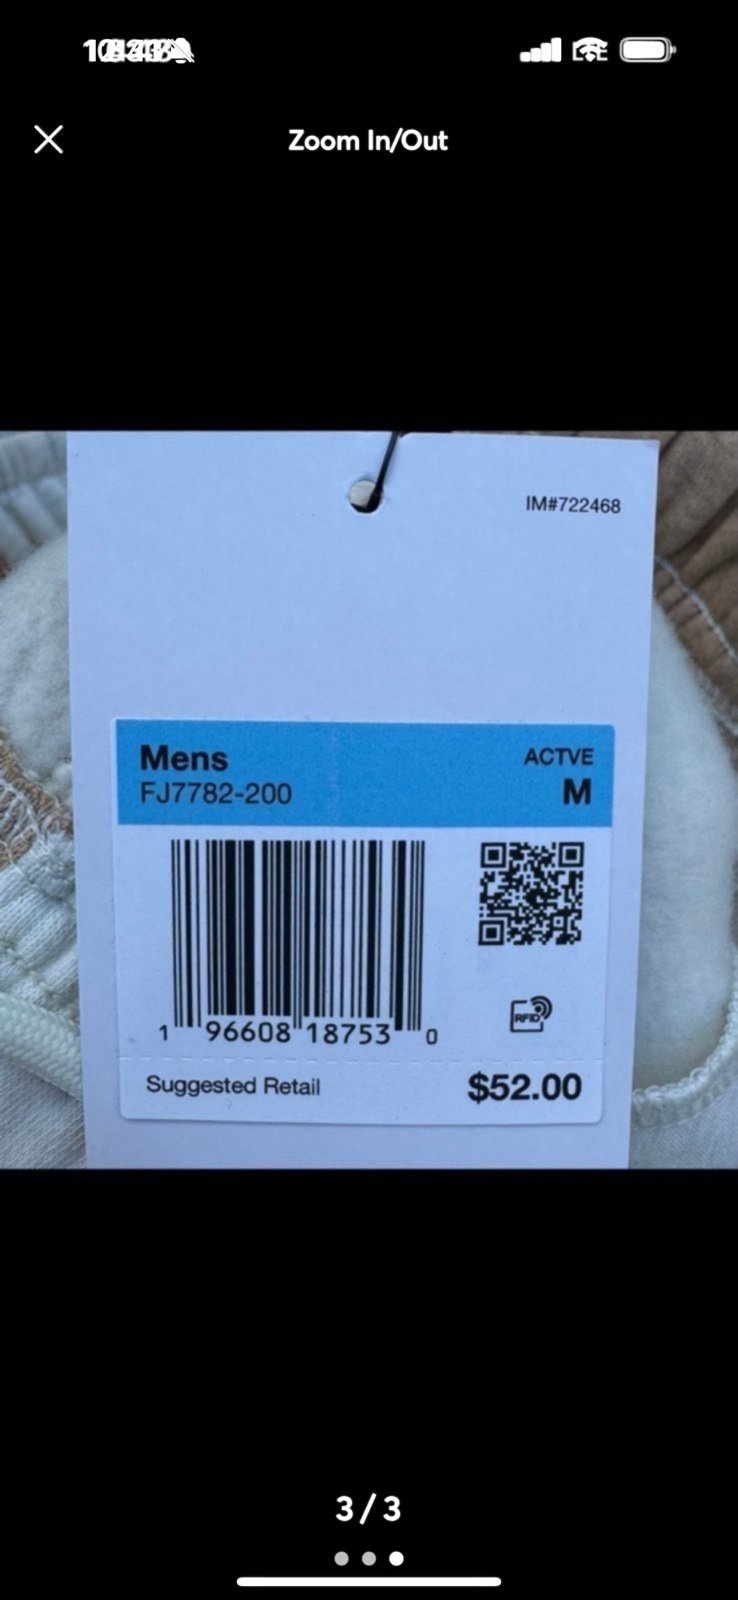 Zoom In/Out
IM#722468
Mens
ACTVE
FJ7782-200
M
RFID
1 96608 18753 0
Suggested Retail
$52.00
3/3